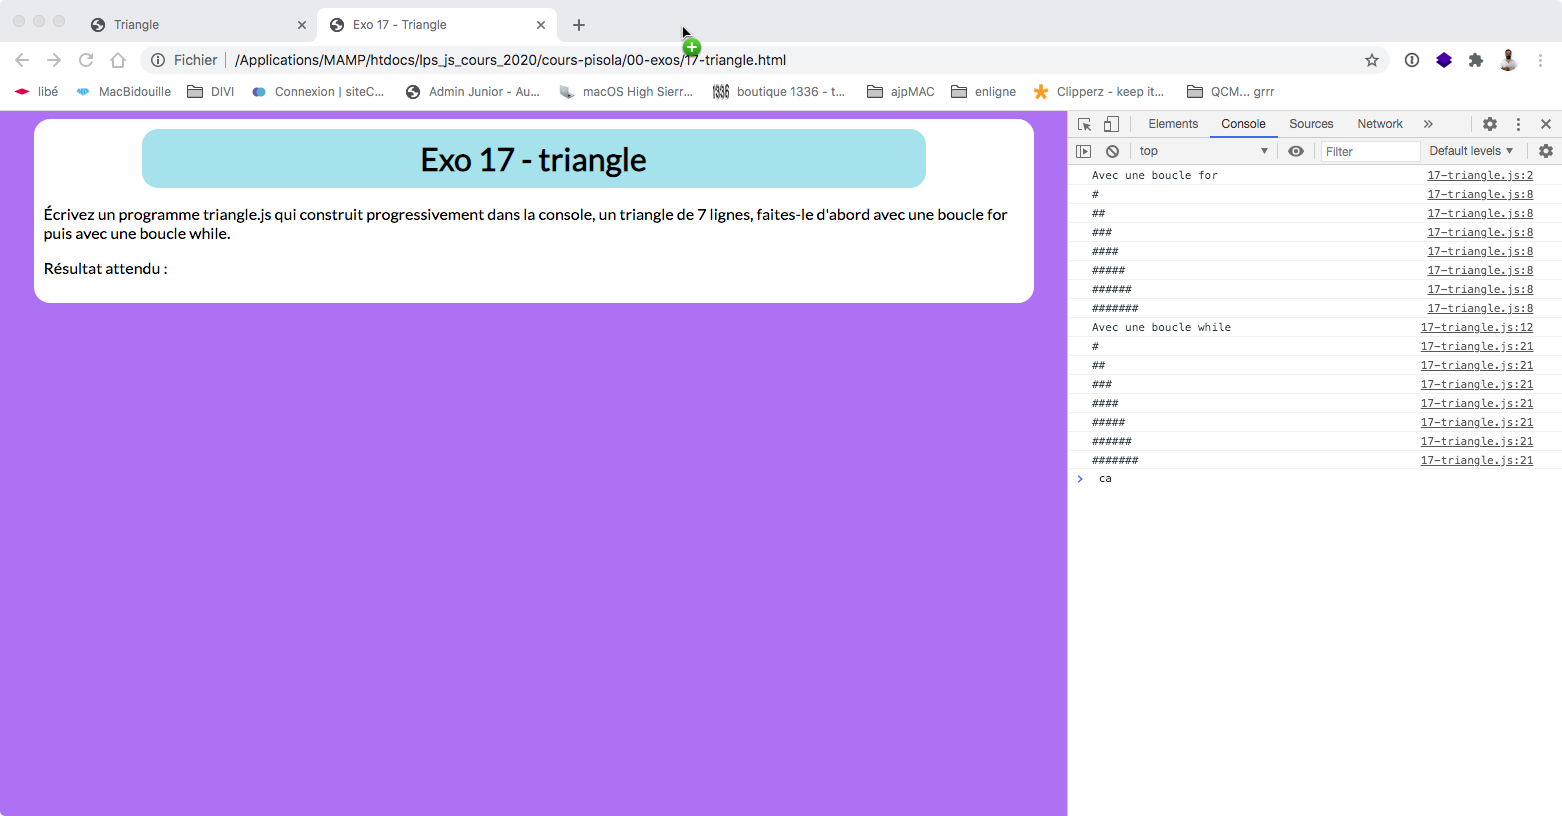 Triangle
Exo 17 - Triangle
Fichier
/Applications/MAMP/htdocs/lps_js_cours_2020/cours-pisola/00-exos/17-triangle.html
libé MacBidouille DIVI Connexion | siteC... Admin Junior - Au... macOS High Sierr... boutique 1336 - t... ajpMAC enligne Clipperz - keep it... QCM... grrr
Exo 17 - triangle
Écrivez un programme triangle.js qui construit progressivement dans la console, un triangle de 7 lignes, faites-le d'abord avec une boucle for
puis avec une boucle while.
Résultat attendu :
Elements Console Sources Network »
top Filter Default levels
Avec une boucle for 17-triangle.js:2
# 17-triangle.js:8
## 17-triangle.js:8
### 17-triangle.js:8
#### 17-triangle.js:8
##### 17-triangle.js:8
###### 17-triangle.js:8
####### 17-triangle.js:8
Avec une boucle while 17-triangle.js:12
# 17-triangle.js:21
## 17-triangle.js:21
### 17-triangle.js:21
#### 17-triangle.js:21
##### 17-triangle.js:21
###### 17-triangle.js:21
####### 17-triangle.js:21
ca